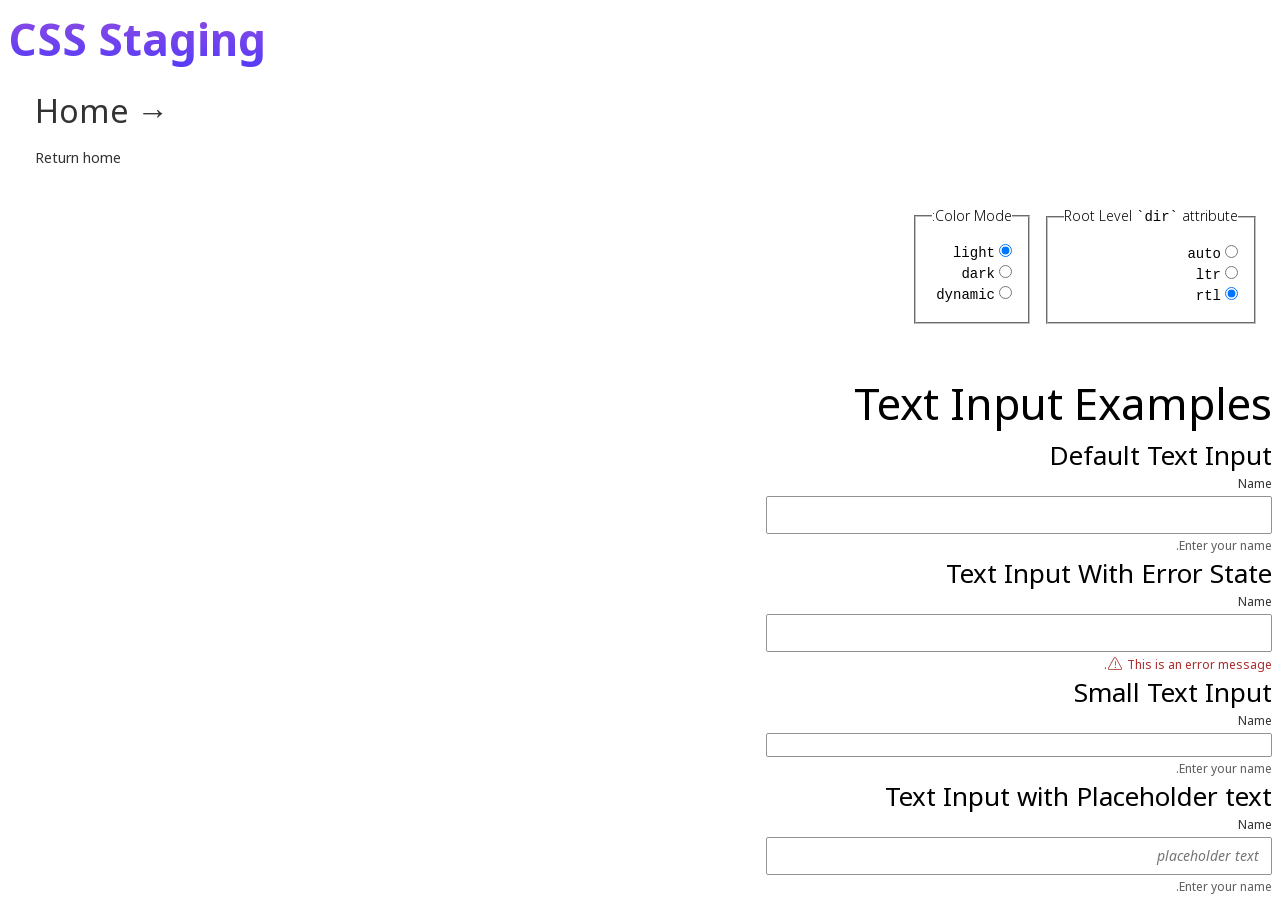 CSS Staging
Home →
Return home
Root Level `dir` attribute
auto
ltr
rtl
:Color Mode
light
dark
dynamic
Text Input Examples
Default Text Input
Name
.Enter your name
Text Input With Error State
Name
.⚠ This is an error message
Small Text Input
Name
.Enter your name
Text Input with Placeholder text
Name
placeholder text
.Enter your name